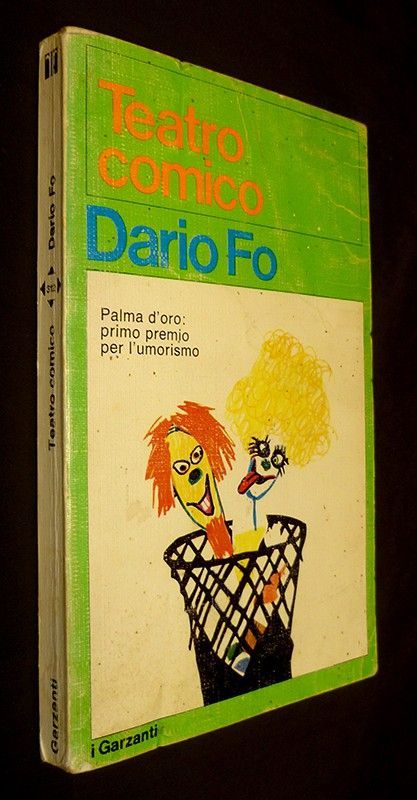 Teatro
comico
Dario Fo
Palma d'oro:
primo premio
per l'umorismo
i Garzanti
Garzanti
Teatro comico
Dario Fo